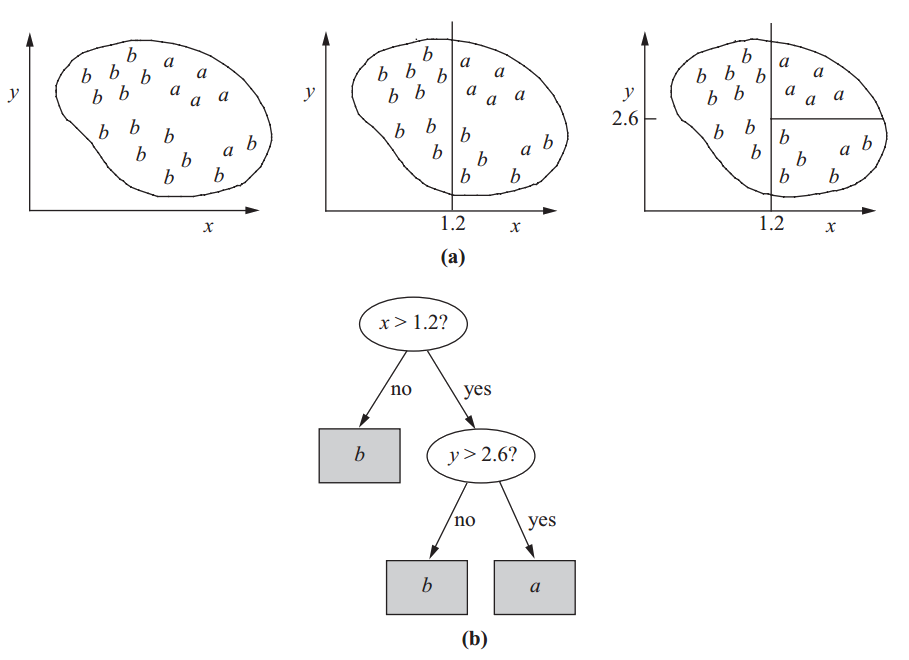 y
b a
b b b a
b b a a a
b b b
b b a b
b b
x
y
b a
b b b a
b b a a a
b b b
b b a b
b b
1.2 x
y
2.6
b a
b b b a
b b a a a
b b b
b b a b
b b
1.2 x
(a)
x > 1.2?
no yes
b
y > 2.6?
no yes
b a
(b)